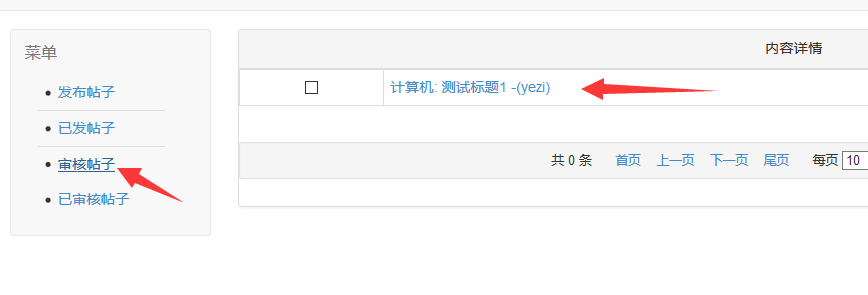 菜单
发布帖子
已发帖子
审核帖子
已审核帖子
内容详情
计算机: 测试标题1 -(yezi)
共 0 条 首页 上一页 下一页 尾页 每页 10